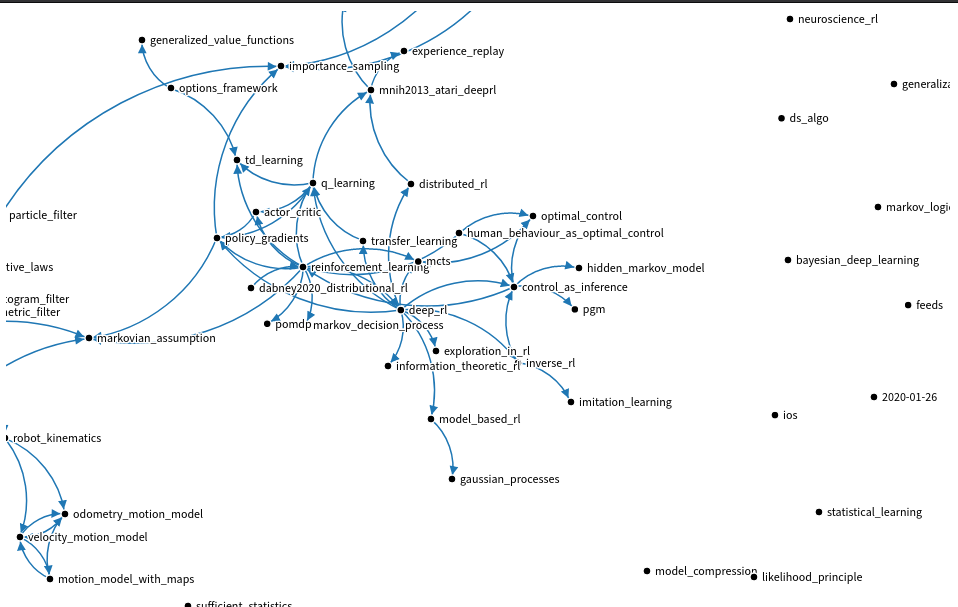 neuroscience_rl
generalized_value_functions
experience_replay
importance_sampling
generaliza
options_framework
mnih2013_atari_deeprl
ds_algo
td_learning
q_learning
distributed_rl
markov_logi
actor_critic
particle_filter
optimal_control
human_behaviour_as_optimal_control
policy_gradients
transfer_learning
mcts
bayesian_deep_learning
tive_laws
reinforcement_learning
hidden_markov_model
dabney2020_distributional_rl
control_as_inference
togram_filter
feeds
metric_filter
deep_rl
pgm
pomdp
markov_decision_process
markovian_assumption
exploration_in_rl
information_theoretic_rl
inverse_rl
2020-01-26
imitation_learning
ios
model_based_rl
robot_kinematics
gaussian_processes
odometry_motion_model
statistical_learning
velocity_motion_model
model_compression
likelihood_principle
motion_model_with_maps
sufficient_statistics